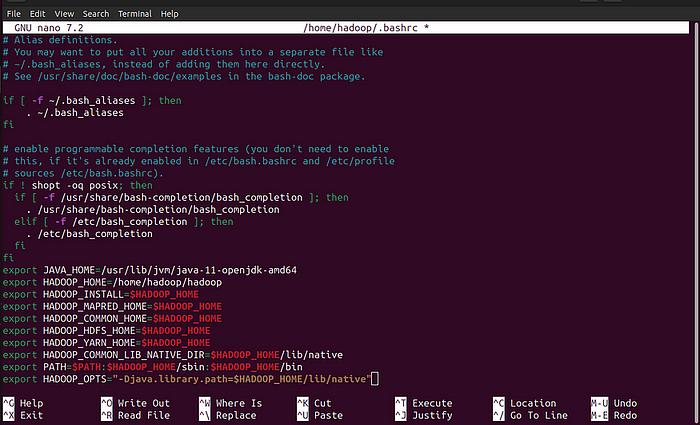 File Edit View Search Terminal Help
GNU nano 7.2 /home/hadoop/.bashrc *
# Alias definitions.
# You may want to put all your additions into a separate file like
# ~/.bash_aliases, instead of adding them here directly.
# See /usr/share/doc/bash-doc/examples in the bash-doc package.

if [ -f ~/.bash_aliases ]; then
    . ~/.bash_aliases
fi

# enable programmable completion features (you don't need to enable
# this, if it's already enabled in /etc/bash.bashrc and /etc/profile
# sources /etc/bash.bashrc).
if ! shopt -oq posix; then
  if [ -f /usr/share/bash-completion/bash_completion ]; then
    . /usr/share/bash-completion/bash_completion
  elif [ -f /etc/bash_completion ]; then
    . /etc/bash_completion
  fi
fi
export JAVA_HOME=/usr/lib/jvm/java-11-openjdk-amd64
export HADOOP_HOME=/home/hadoop/hadoop
export HADOOP_INSTALL=$HADOOP_HOME
export HADOOP_MAPRED_HOME=$HADOOP_HOME
export HADOOP_COMMON_HOME=$HADOOP_HOME
export HADOOP_HDFS_HOME=$HADOOP_HOME
export HADOOP_YARN_HOME=$HADOOP_HOME
export HADOOP_COMMON_LIB_NATIVE_DIR=$HADOOP_HOME/lib/native
export PATH=$PATH:$HADOOP_HOME/sbin:$HADOOP_HOME/bin
export HADOOP_OPTS="-Djava.library.path=$HADOOP_HOME/lib/native"
^G Help ^O Write Out ^W Where Is ^K Cut ^T Execute ^C Location M-U Undo
^X Exit ^R Read File ^\ Replace ^U Paste ^J Justify ^/ Go To Line M-E Redo